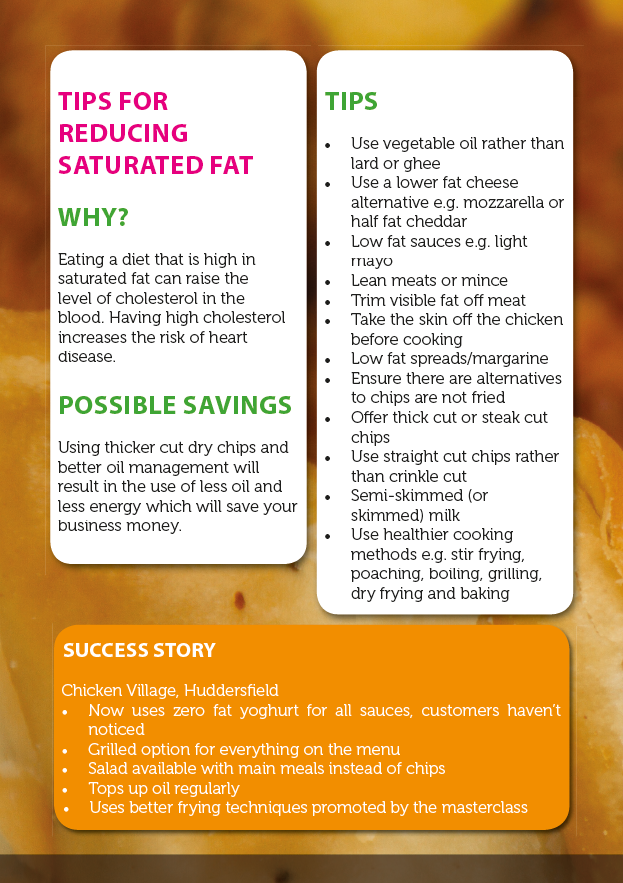 TIPS FOR
REDUCING
SATURATED FAT
WHY?
Eating a diet that is high in
saturated fat can raise the
level of cholesterol in the
blood. Having high cholesterol
increases the risk of heart
disease.
POSSIBLE SAVINGS
Using thicker cut dry chips and
better oil management will
result in the use of less oil and
less energy which will save your
business money.
TIPS
• Use vegetable oil rather than
lard or ghee
• Use a lower fat cheese
alternative e.g. mozzarella or
half fat cheddar
• Low fat sauces e.g. light
mayo
• Lean meats or mince
• Trim visible fat off meat
• Take the skin off the chicken
before cooking
• Low fat spreads/margarine
• Ensure there are alternatives
to chips are not fried
• Offer thick cut or steak cut
chips
• Use straight cut chips rather
than crinkle cut
• Semi-skimmed (or
skimmed) milk
• Use healthier cooking
methods e.g. stir frying,
poaching, boiling, grilling,
dry frying and baking
SUCCESS STORY
Chicken Village, Huddersfield
• Now uses zero fat yoghurt for all sauces, customers haven’t
noticed
• Grilled option for everything on the menu
• Salad available with main meals instead of chips
• Tops up oil regularly
• Uses better frying techniques promoted by the masterclass